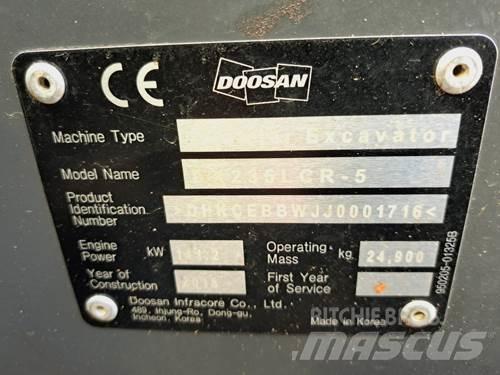 CE DOOSAN
Machine Type Excavator
Model Name DX235LCR-5
Product
Identification
Number >DHKCEBBWJJ0001716<
Engine
Power kW Operating
Mass kg 24,900
Year of
Construction First Year
of Service
Doosan Infracore Co., Ltd.
489, Injung-Ro, Dong-gu,
Incheon, Korea
Made in Korea
950205-01325B
RITCHIE BROS
MASCUS